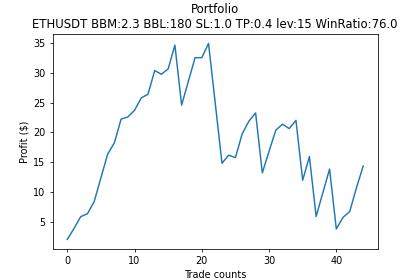 Portfolio
ETHUSDT BBM:2.3 BBL:180 SL:1.0 TP:0.4 lev:15 WinRatio:76.0
35
30
25
20
15
10
5
Profit ($)
0 10 20 30 40
Trade counts